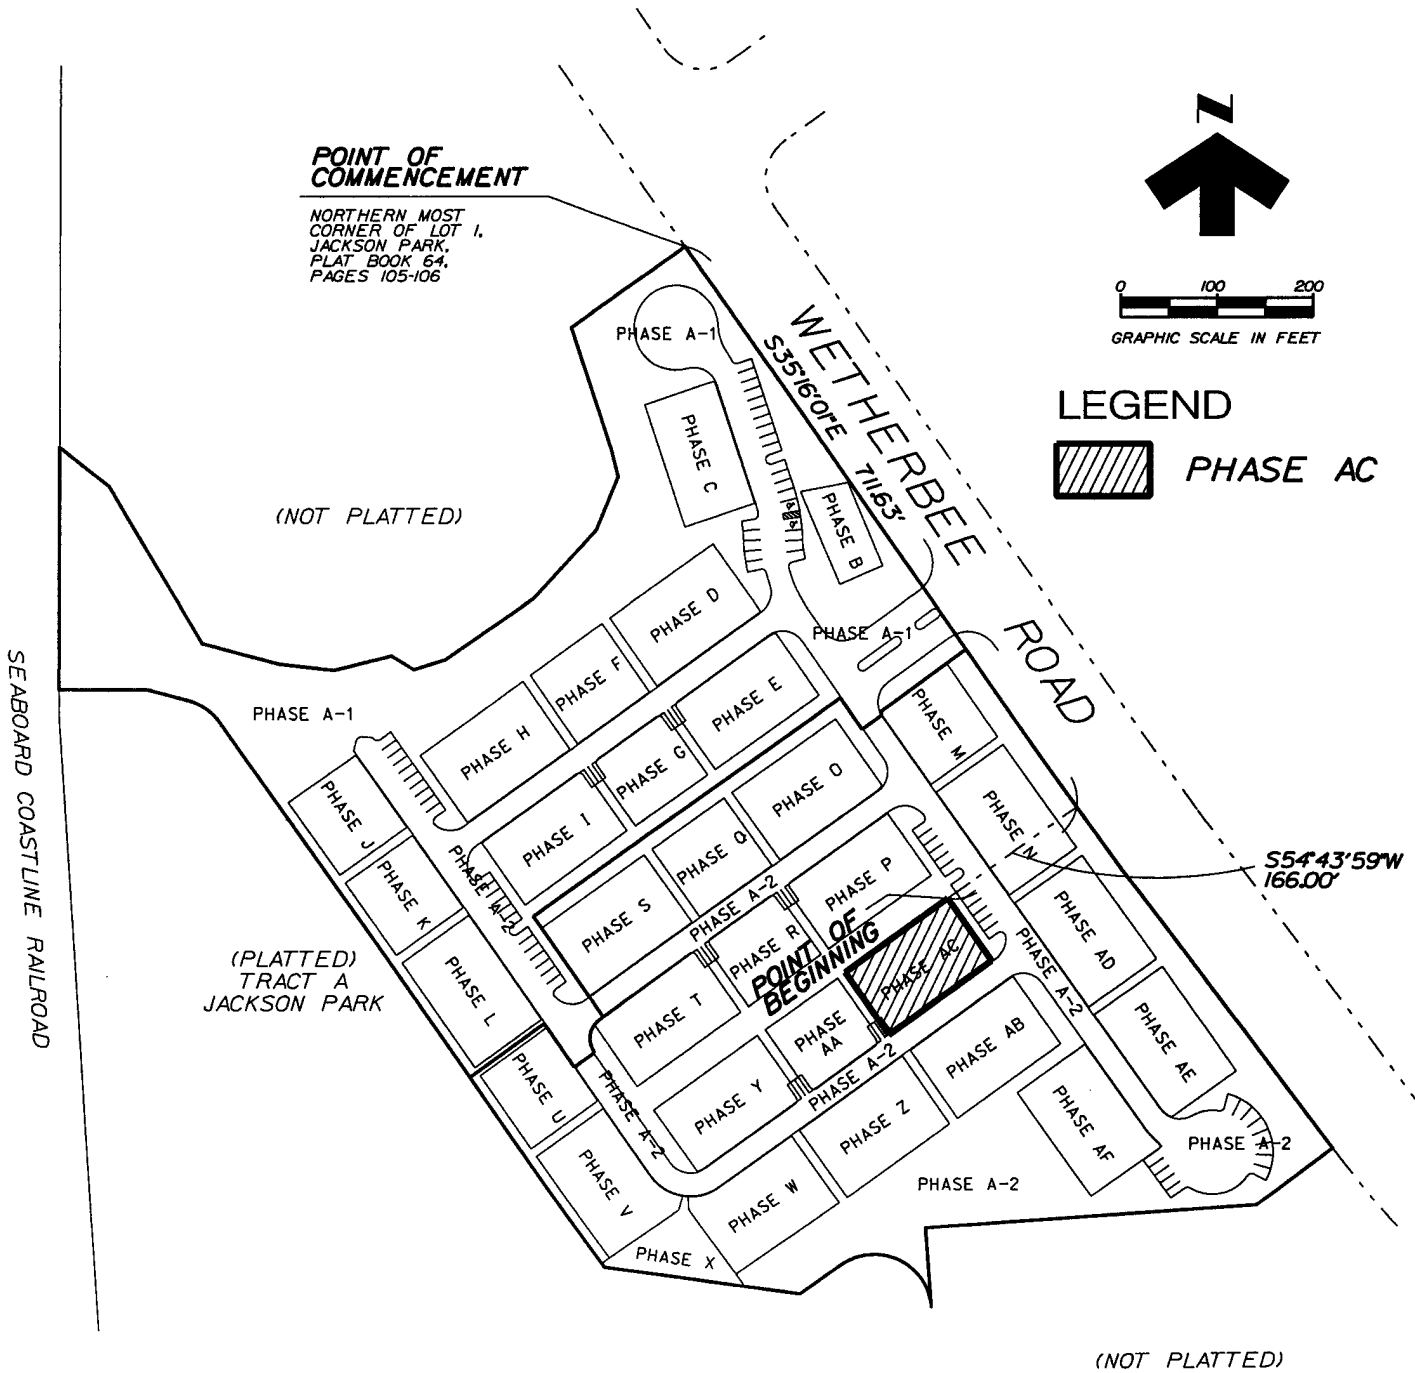 N
POINT OF
COMMENCEMENT
NORTHERN MOST
CORNER OF LOT 1,
JACKSON PARK,
PLAT BOOK 64,
PAGES 105-106
0 100 200
GRAPHIC SCALE IN FEET
LEGEND
PHASE AC
WETHERBEE ROAD
S35°16'01"E 711.63'
PHASE A-1
PHASE C
PHASE B
(NOT PLATTED)
PHASE D
PHASE A-1
PHASE F
PHASE E
PHASE H
PHASE G
PHASE M
PHASE A-1
PHASE J
PHASE I
PHASE O
PHASE N
S54°43'59"W
166.00'
PHASE Q
PHASE P
PHASE K
PHASE A-2
PHASE S
PHASE A-2
PHASE R
POINT OF
BEGINNING
PHASE AC
PHASE A-2
PHASE AD
SEABOARD COASTLINE RAILROAD
(PLATTED)
TRACT A
JACKSON PARK
PHASE L
PHASE T
PHASE
AA
PHASE AB
PHASE AE
PHASE U
PHASE A-2
PHASE Y
PHASE A-2
PHASE Z
PHASE AF
PHASE A-2
PHASE V
PHASE W
PHASE A-2
PHASE X
(NOT PLATTED)